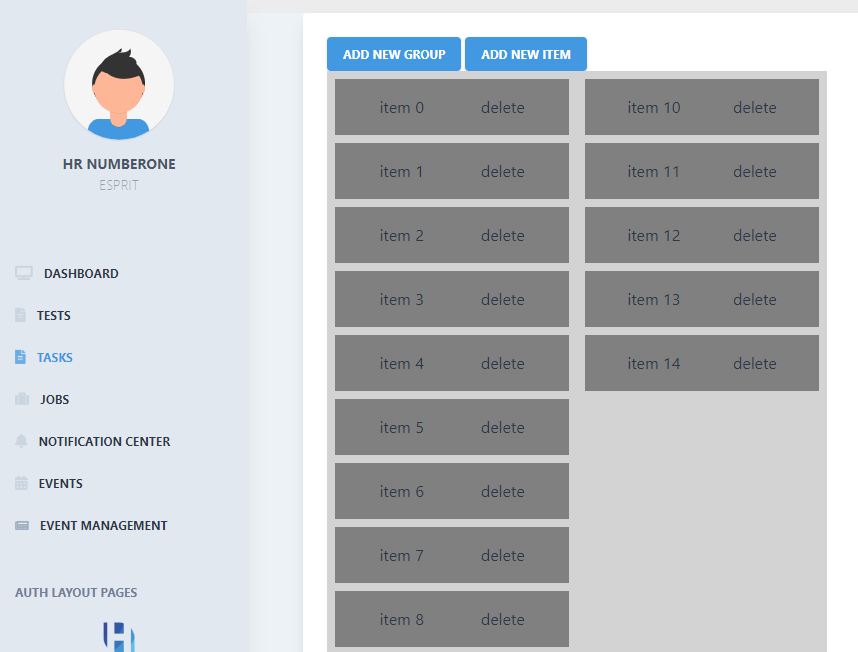 HR NUMBERONE
ESPRIT
DASHBOARD
TESTS
TASKS
JOBS
NOTIFICATION CENTER
EVENTS
EVENT MANAGEMENT
AUTH LAYOUT PAGES
ADD NEW GROUP ADD NEW ITEM
item 0 delete
item 1 delete
item 2 delete
item 3 delete
item 4 delete
item 5 delete
item 6 delete
item 7 delete
item 8 delete
item 10 delete
item 11 delete
item 12 delete
item 13 delete
item 14 delete